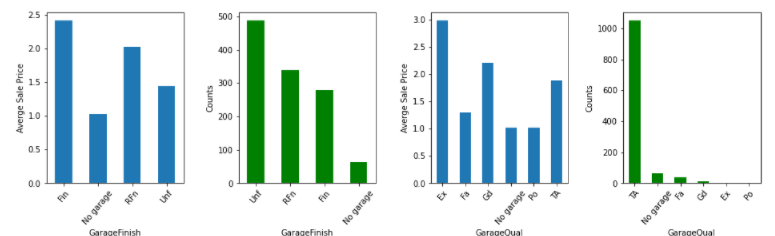 2.5
2.0
1.5
1.0
0.5
0.0
Averge Sale Price
Fin
No garage
RFn
Unf
GarageFinish
500
400
300
200
100
0
Counts
Unf
RFn
Fin
No garage
GarageFinish
3.0
2.5
2.0
1.5
1.0
0.5
0.0
Averge Sale Price
Ex
Fa
Gd
No garage
Po
TA
GarageQual
1000
800
600
400
200
0
Counts
TA
No garage
Fa
Gd
Ex
Po
GarageQual